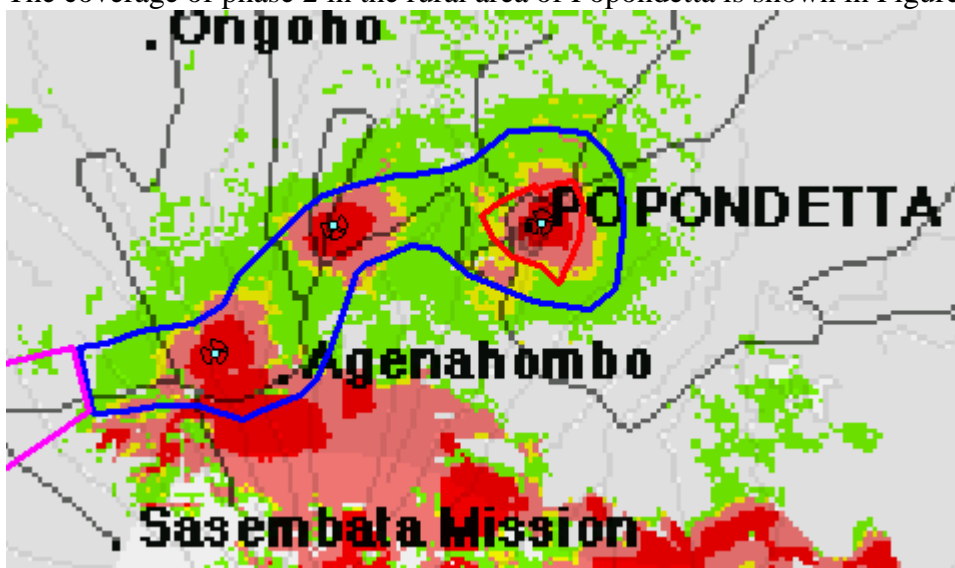 The coverage of phase 2 in the rural area of Popondetta is shown in Figure
. Ongoho
POPONDETTA
. Agenahombo
. Sasembata Mission